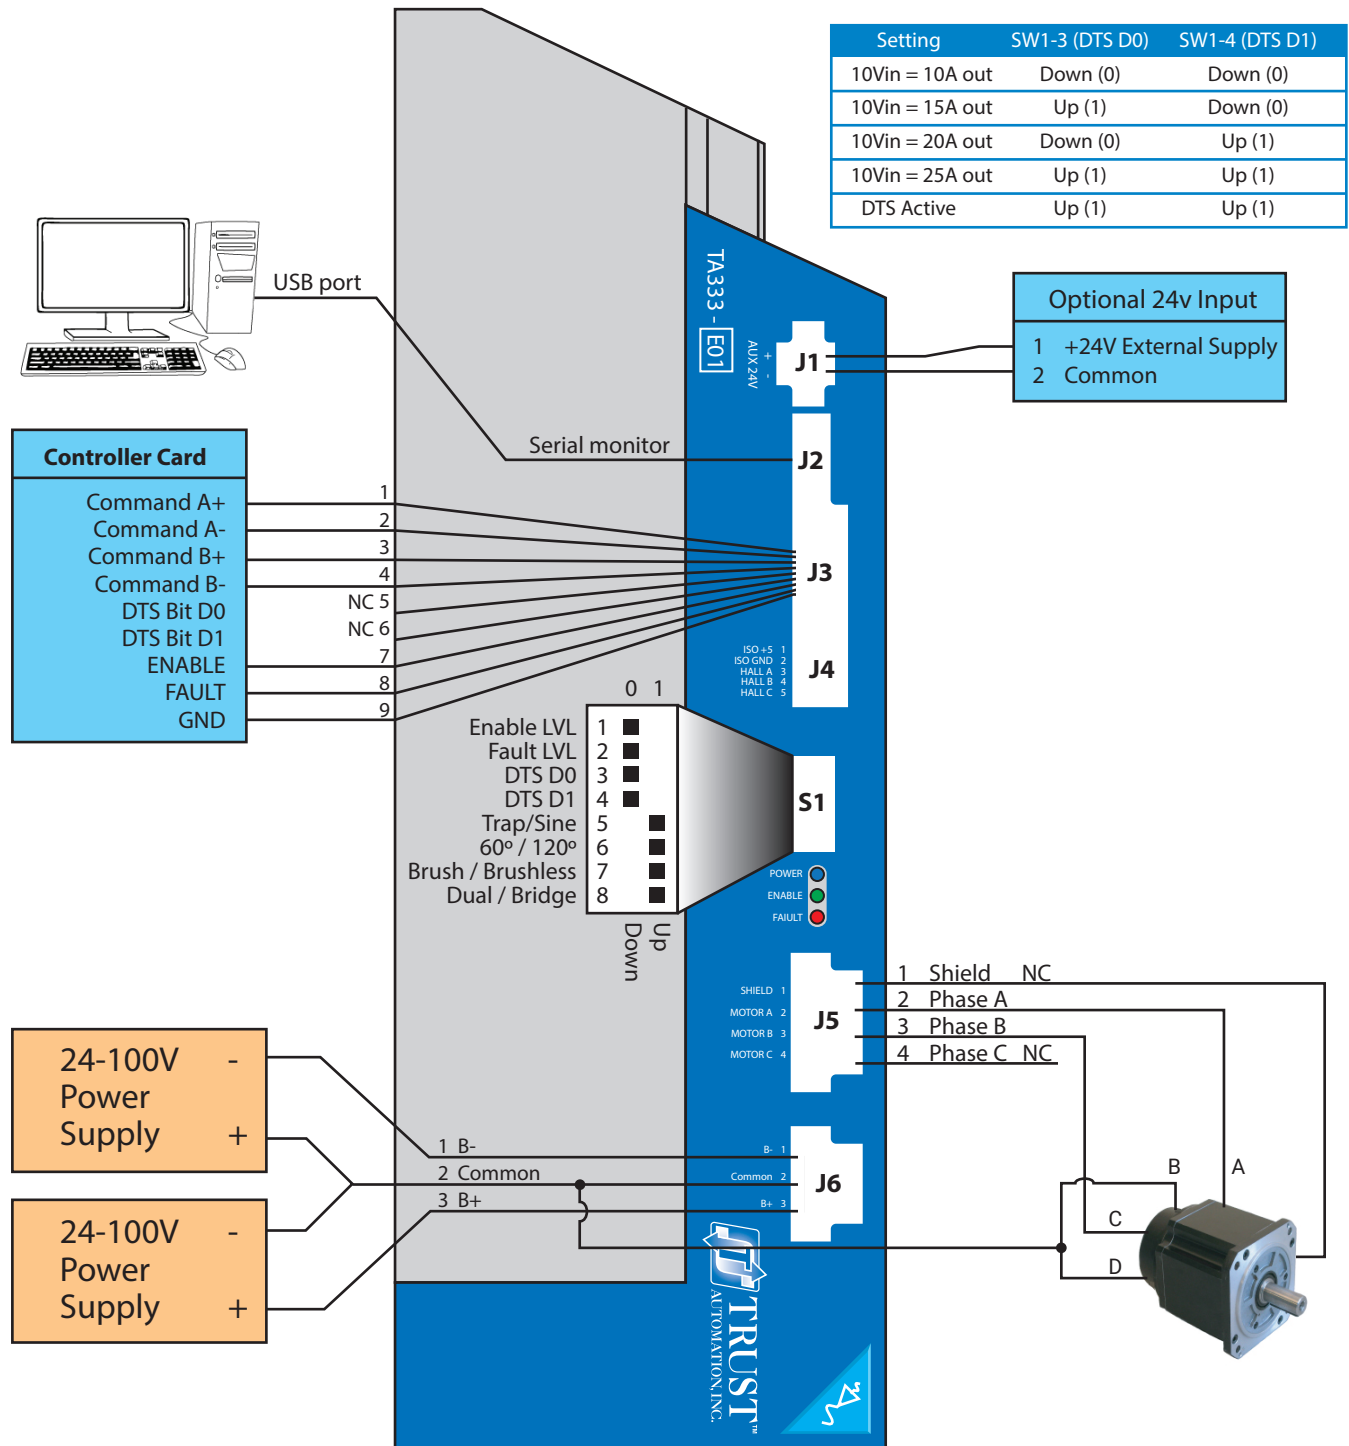 Setting SW1-3 (DTS D0) SW1-4 (DTS D1)
10Vin = 10A out Down (0) Down (0)
10Vin = 15A out Up (1) Down (0)
10Vin = 20A out Down (0) Up (1)
10Vin = 25A out Up (1) Up (1)
DTS Active Up (1) Up (1)
USB port
TA333 - E01
AUX 24V
+ -
J1
Optional 24v Input
1 +24V External Supply
2 Common
Serial monitor
J2
Controller Card
Command A+ 1
Command A- 2
Command B+ 3
Command B- 4
DTS Bit D0 NC 5
DTS Bit D1 NC 6
ENABLE 7
FAULT 8
GND 9
J3
ISO +5 1
ISO GND 2
HALL A 3
HALL B 4
HALL C 5
J4
0 1
Enable LVL 1
Fault LVL 2
DTS D0 3
DTS D1 4
Trap/Sine 5
60º / 120º 6
Brush / Brushless 7
Dual / Bridge 8
Down Up
S1
POWER
ENABLE
FAIULT
SHIELD 1
MOTOR A 2
MOTOR B 3
MOTOR C 4
J5
1 Shield NC
2 Phase A
3 Phase B
4 Phase C NC
24-100V -
Power
Supply +
24-100V -
Power
Supply +
1 B-
2 Common
3 B+
B- 1
Common 2
B+ 3
J6
B A
C
D
TRUST™
AUTOMATION, INC.